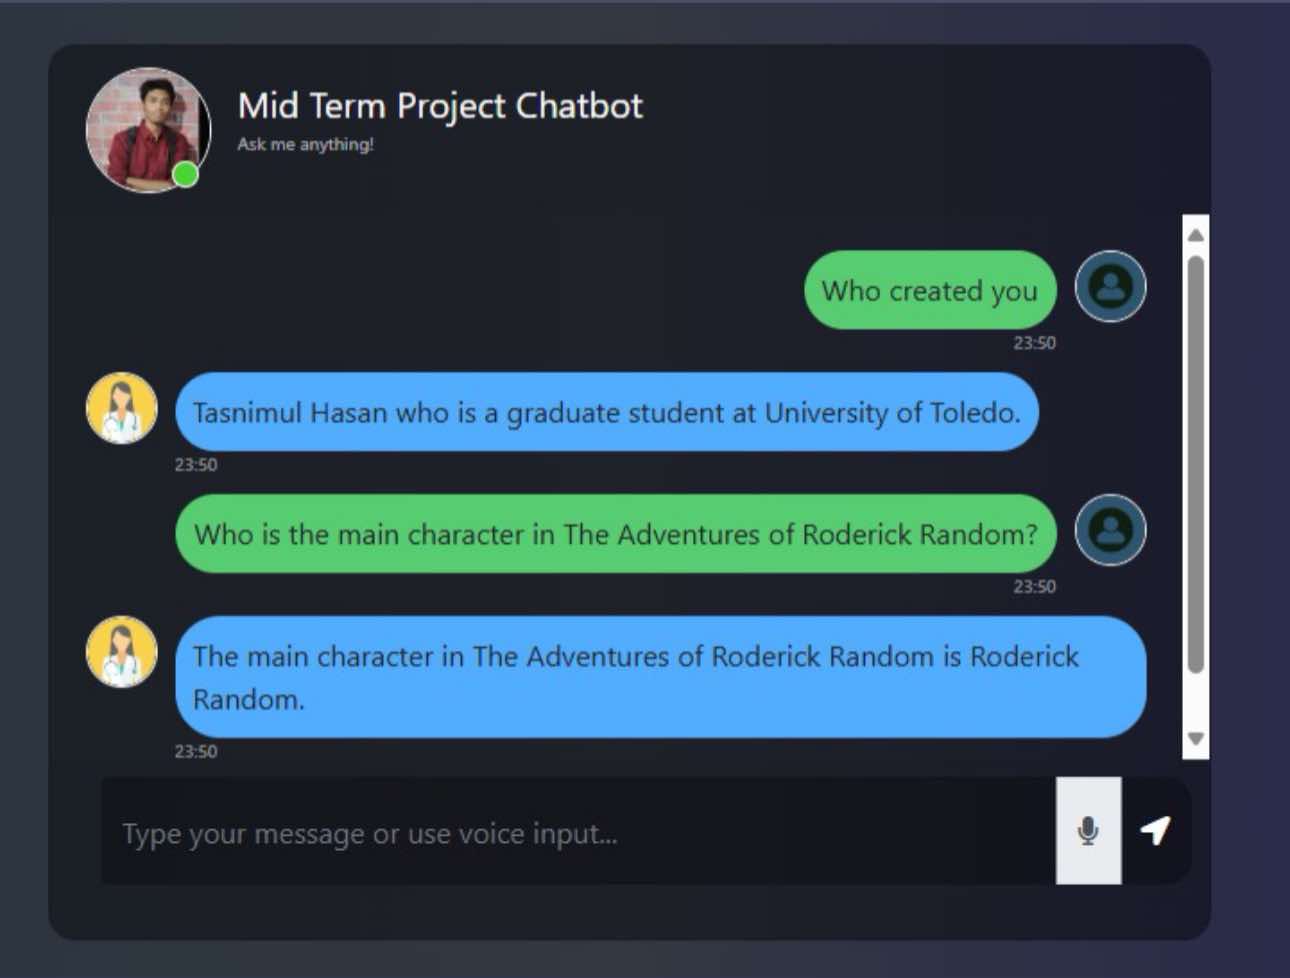 Mid Term Project Chatbot
Ask me anything!
Who created you
23:50
Tasnimul Hasan who is a graduate student at University of Toledo.
23:50
Who is the main character in The Adventures of Roderick Random?
23:50
The main character in The Adventures of Roderick Random is Roderick
Random.
23:50
Type your message or use voice input...